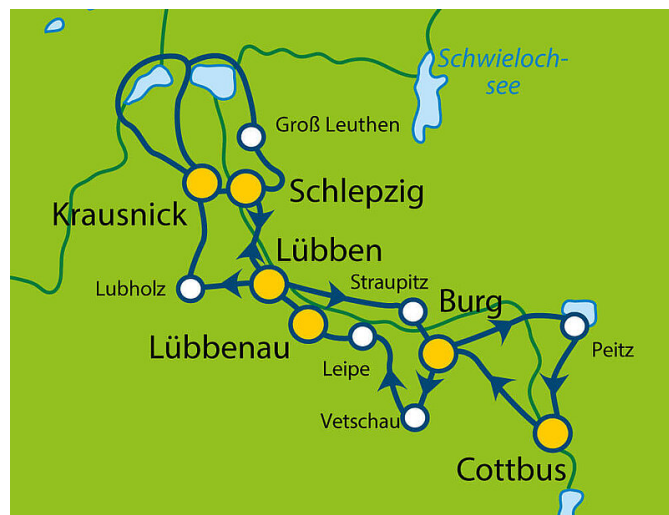 Schwieloch-
see
Groß Leuthen
Schlepzig
Krausnick
Lübben
Lubholz
Straupitz
Burg
Lübbenau
Leipe
Peitz
Vetschau
Cottbus